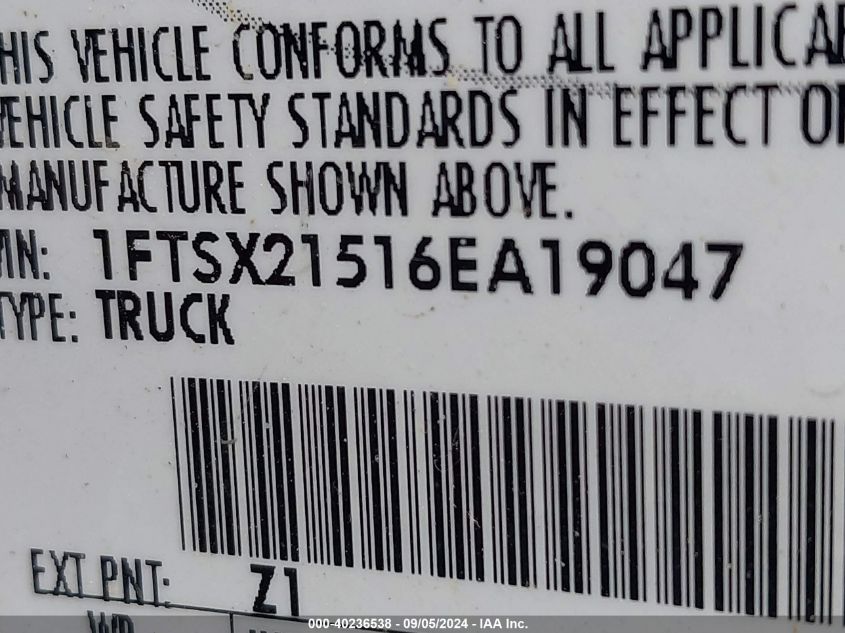 HIS VEHICLE CONFORMS TO ALL APPLICAB
VEHICLE SAFETY STANDARDS IN EFFECT O
MANUFACTURE SHOWN ABOVE.
VIN: 1FTSX21516EA19047
TYPE: TRUCK
EXT PNT: Z1
000-40236538 - 09/05/2024 - IAA Inc.